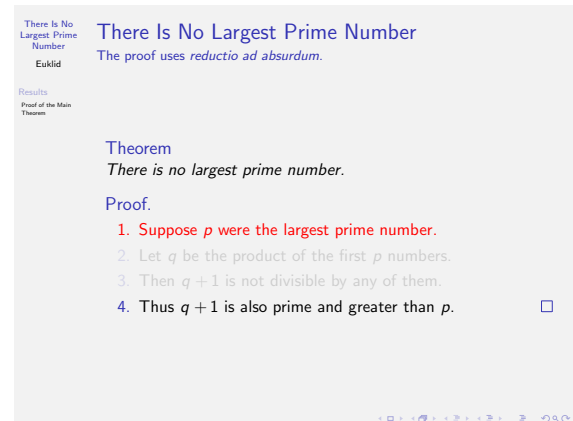 There Is No
Largest Prime
Number
Euklid
Results
Proof of the Main
Theorem
There Is No Largest Prime Number
The proof uses reductio ad absurdum.
Theorem
There is no largest prime number.
Proof.
1. Suppose p were the largest prime number.
2. Let q be the product of the first p numbers.
3. Then q + 1 is not divisible by any of them.
4. Thus q + 1 is also prime and greater than p. □